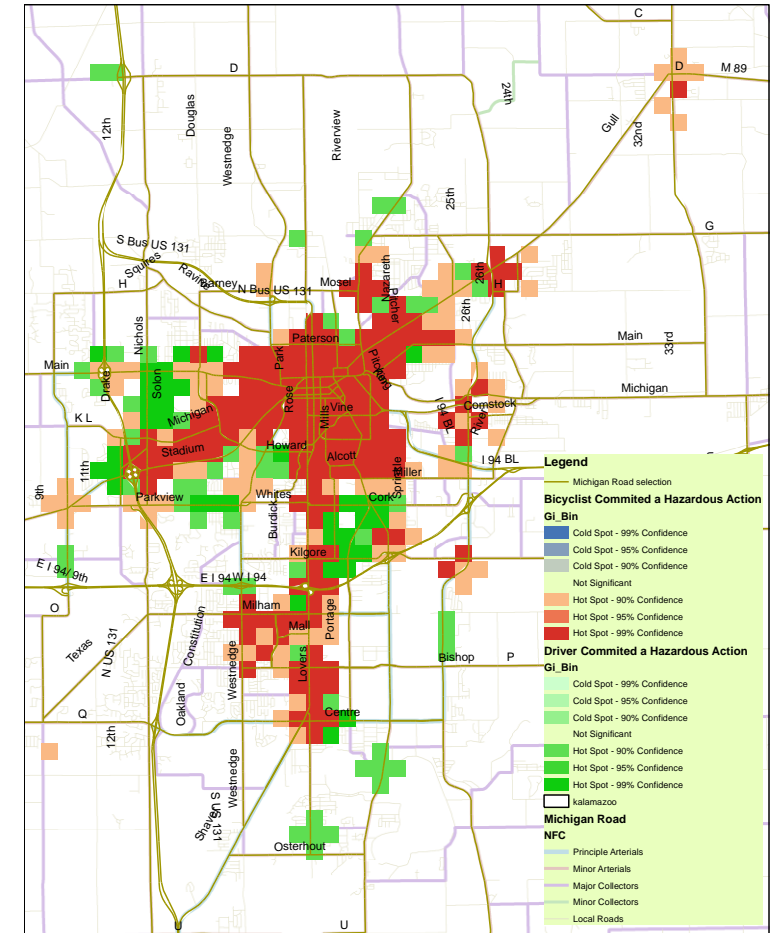 C
D
D
M 89
24th
12th
Douglas
Westnedge
Riverview
Gull
32nd
25th
G
S Bus US 131
Squires
Ravine
Barney
H
N Bus US 131
Mosel
Nazareth
Pitcher
26th
H
26th
Nichols
Paterson
Main
33rd
Park
Pitcher
King
Main
Drake
Solon
Michigan
Rose
Mills
Vine
Comstock
I 94 BL
River
K L
Michigan
Stadium
Howard
Alcott
I 94 BL
11th
Miller
Sprinkle
9th
Parkview
Whites
Cork
Burdick
Kilgore
E I 94/ 9th
E I 94
W I 94
O
Milham
Portage
Mall
Constitution
Texas
N US 131
Westnedge
Lovers
Bishop
P
Oakland
Q
Centre
12th
Westnedge
S US 131
Shaver
Osterhout
U
U
Legend
Michigan Road selection
Bicyclist Commited a Hazardous Action
Gi_Bin
Cold Spot - 99% Confidence
Cold Spot - 95% Confidence
Cold Spot - 90% Confidence
Not Significant
Hot Spot - 90% Confidence
Hot Spot - 95% Confidence
Hot Spot - 99% Confidence
Driver Commited a Hazardous Action
Gi_Bin
Cold Spot - 99% Confidence
Cold Spot - 95% Confidence
Cold Spot - 90% Confidence
Not Significant
Hot Spot - 90% Confidence
Hot Spot - 95% Confidence
Hot Spot - 99% Confidence
kalamazoo
Michigan Road
NFC
Principle Arterials
Minor Arterials
Major Collectors
Minor Collectors
Local Roads